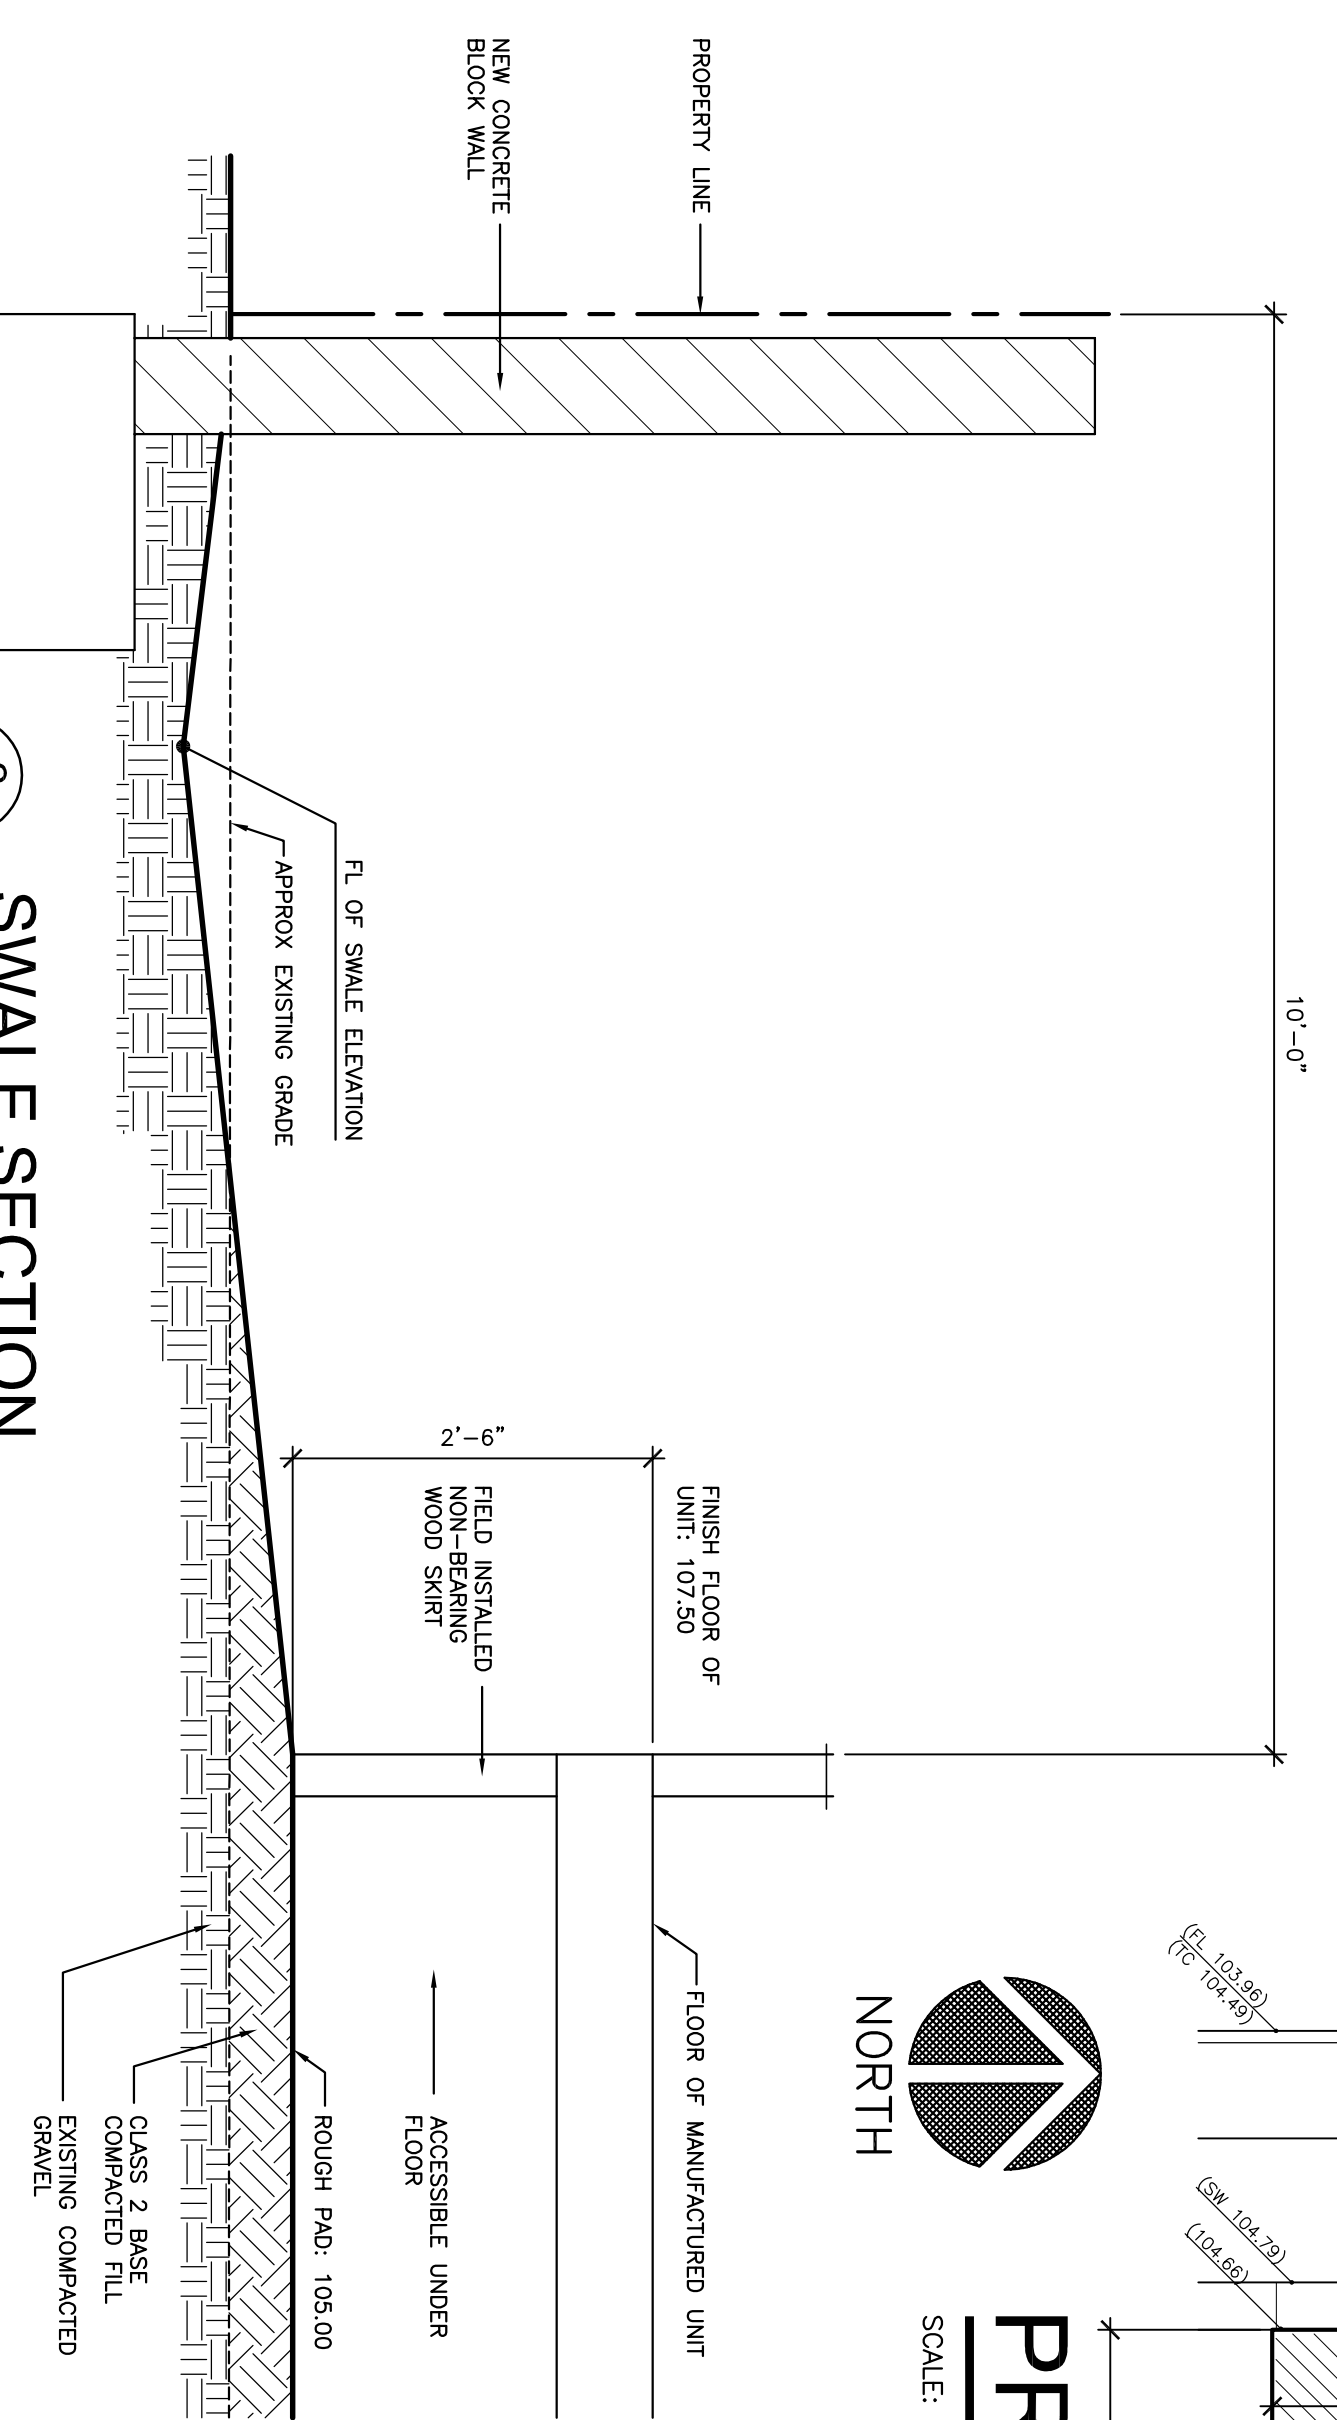 10'-0"
PROPERTY LINE
NEW CONCRETE
BLOCK WALL
FL OF SWALE ELEVATION
APPROX EXISTING GRADE
2'-6"
FINISH FLOOR OF
UNIT: 107.50
FIELD INSTALLED
NON-BEARING
WOOD SKIRT
FLOOR OF MANUFACTURED UNIT
ACCESSIBLE UNDER
FLOOR
ROUGH PAD: 105.00
CLASS 2 BASE
COMPACTED FILL
EXISTING COMPACTED
GRAVEL
SWALE SECTION
(FL 103.96)
(TC 104.49)
NORTH
(SW 104.79)
(104.66)
SCALE: